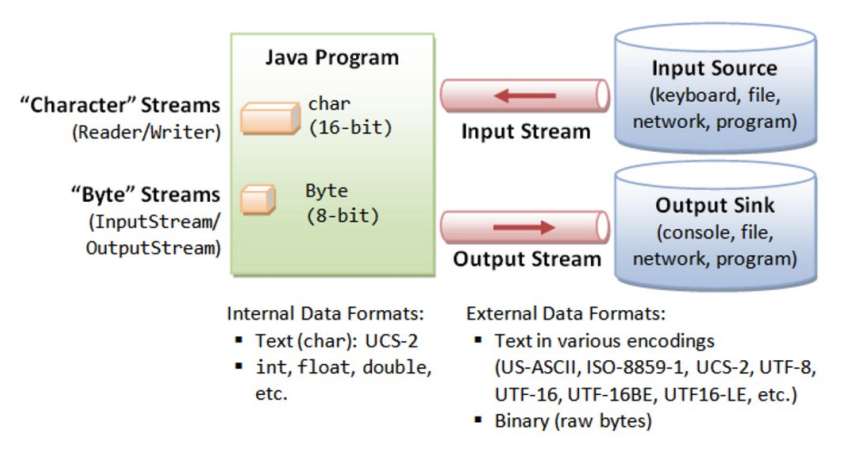 Java Program
"Character" Streams
(Reader/Writer)
char
(16-bit)
"Byte" Streams
(InputStream/
OutputStream)
Byte
(8-bit)
Input Stream
Output Stream
Input Source
(keyboard, file,
network, program)
Output Sink
(console, file,
network, program)
Internal Data Formats:
▪ Text (char): UCS-2
▪ int, float, double,
etc.
External Data Formats:
▪ Text in various encodings
(US-ASCII, ISO-8859-1, UCS-2, UTF-8,
UTF-16, UTF-16BE, UTF16-LE, etc.)
▪ Binary (raw bytes)